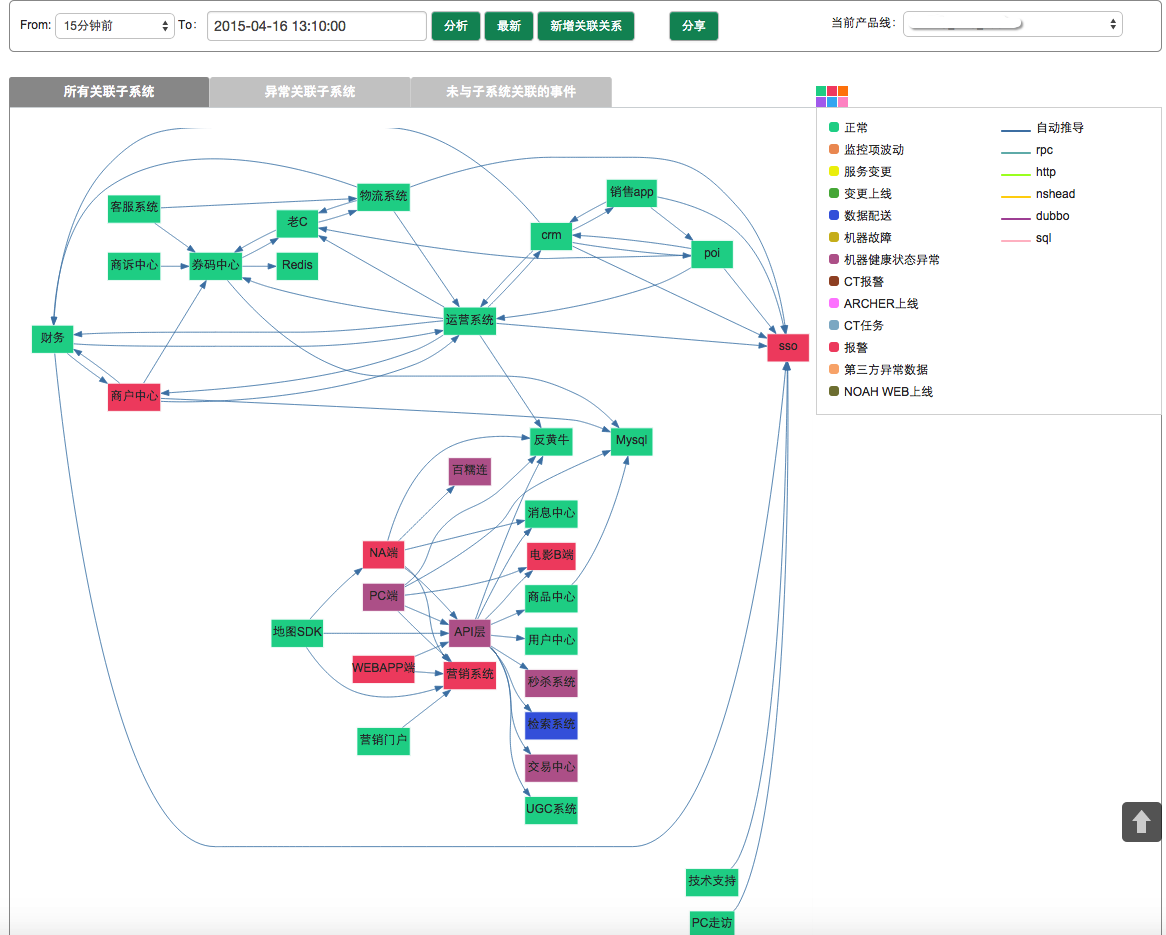 From: 15分钟前 To: 2015-04-16 13:10:00 分析 最新 新增关联关系 分享 当前产品线:
所有关联子系统 异常关联子系统 未与子系统关联的事件
正常 自动推导
监控项波动 rpc
服务变更 http
变更上线 nshead
数据配送 dubbo
机器故障 sql
机器健康状态异常
CT报警
ARCHER上线
CT任务
报警
第三方异常数据
NOAH WEB上线
物流系统
销售app
客服系统
老C
crm
poi
商诉中心
券码中心
Redis
运营系统
财务
sso
商户中心
反黄牛
Mysql
百糯连
消息中心
NA端
电影B端
PC端
商品中心
地图SDK
API层
用户中心
WEBAPP端
营销系统
秒杀系统
检索系统
营销门户
交易中心
UGC系统
技术支持
PC走访